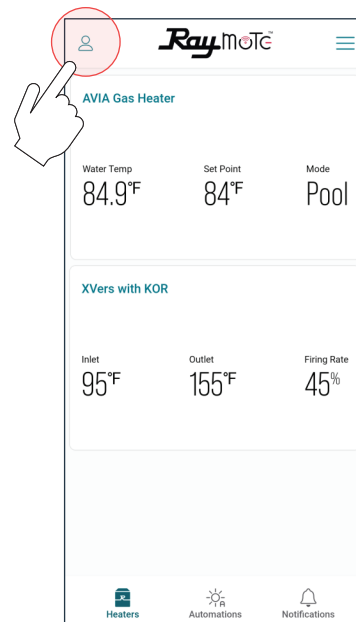 Raymote™
AVIA Gas Heater
Water Temp Set Point Mode
84.9°F 84°F Pool
XVers with KOR
Inlet Outlet Firing Rate
95°F 155°F 45%
Heaters Automations Notifications